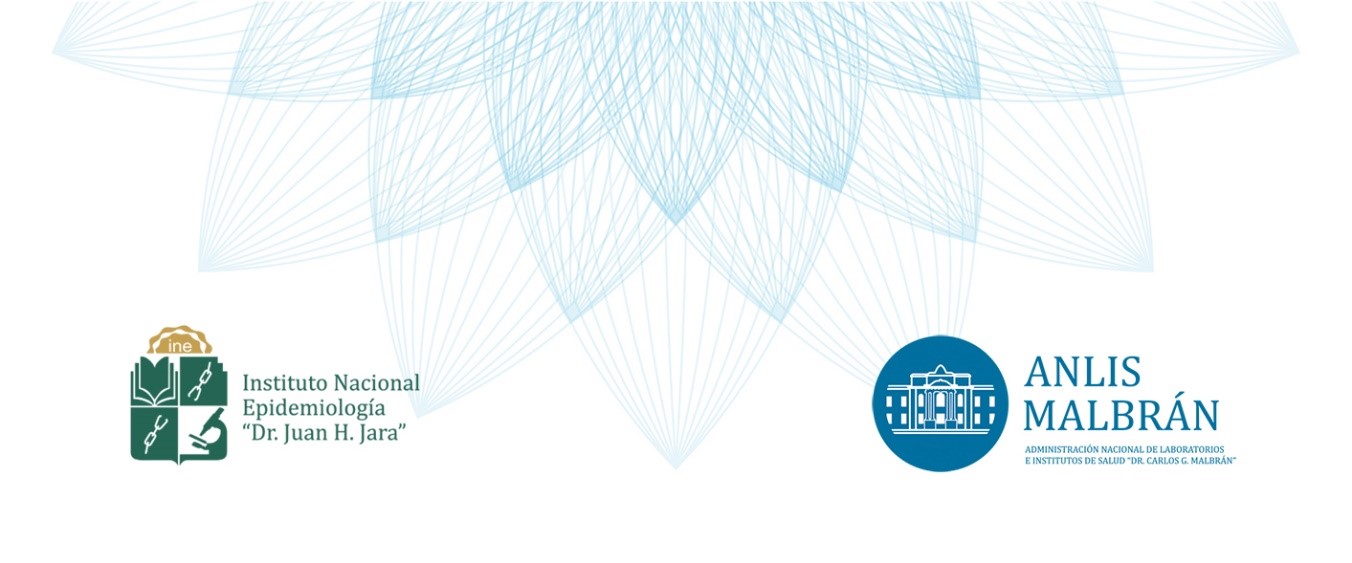 ine
Instituto Nacional
Epidemiología
“Dr. Juan H. Jara”
ANLIS
MALBRÁN
ADMINISTRACIÓN NACIONAL DE LABORATORIOS
E INSTITUTOS DE SALUD “DR. CARLOS G. MALBRÁN”